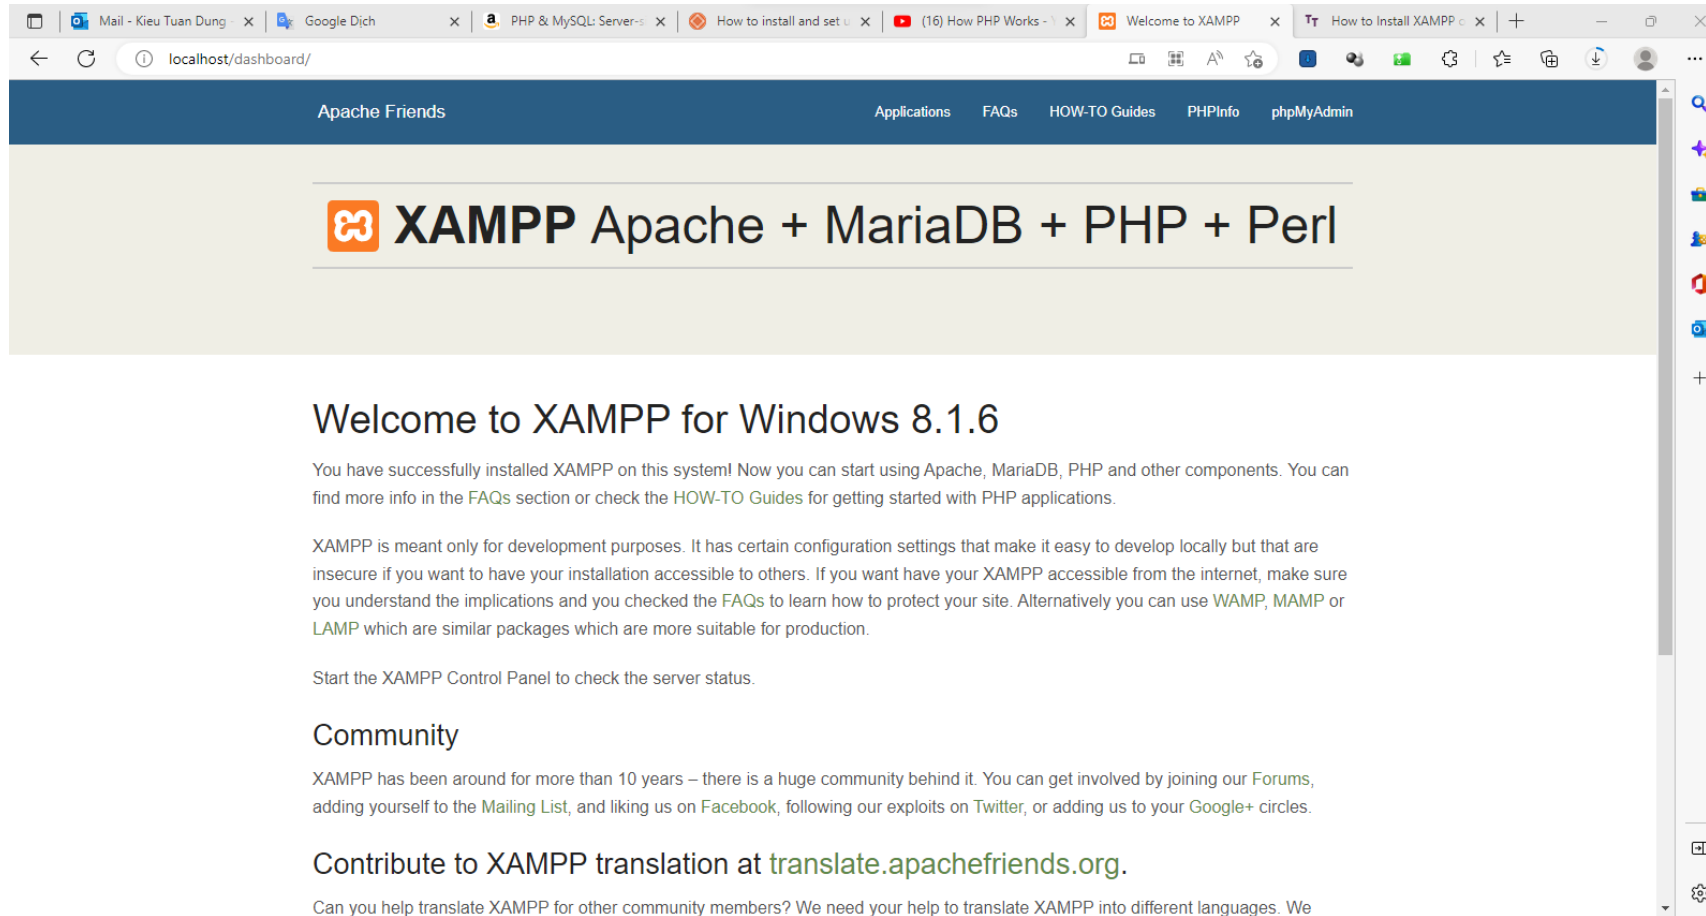 Mail - Kieu Tuan Dung - Google Dịch PHP & MySQL: Server-s How to install and set u (16) How PHP Works - Y Welcome to XAMPP How to Install XAMPP o
localhost/dashboard/
Apache Friends Applications FAQs HOW-TO Guides PHPInfo phpMyAdmin
XAMPP Apache + MariaDB + PHP + Perl
Welcome to XAMPP for Windows 8.1.6
You have successfully installed XAMPP on this system! Now you can start using Apache, MariaDB, PHP and other components. You can
find more info in the FAQs section or check the HOW-TO Guides for getting started with PHP applications.
XAMPP is meant only for development purposes. It has certain configuration settings that make it easy to develop locally but that are
insecure if you want to have your installation accessible to others. If you want have your XAMPP accessible from the internet, make sure
you understand the implications and you checked the FAQs to learn how to protect your site. Alternatively you can use WAMP, MAMP or
LAMP which are similar packages which are more suitable for production.
Start the XAMPP Control Panel to check the server status.
Community
XAMPP has been around for more than 10 years – there is a huge community behind it. You can get involved by joining our Forums,
adding yourself to the Mailing List, and liking us on Facebook, following our exploits on Twitter, or adding us to your Google+ circles.
Contribute to XAMPP translation at translate.apachefriends.org.
Can you help translate XAMPP for other community members? We need your help to translate XAMPP into different languages. We